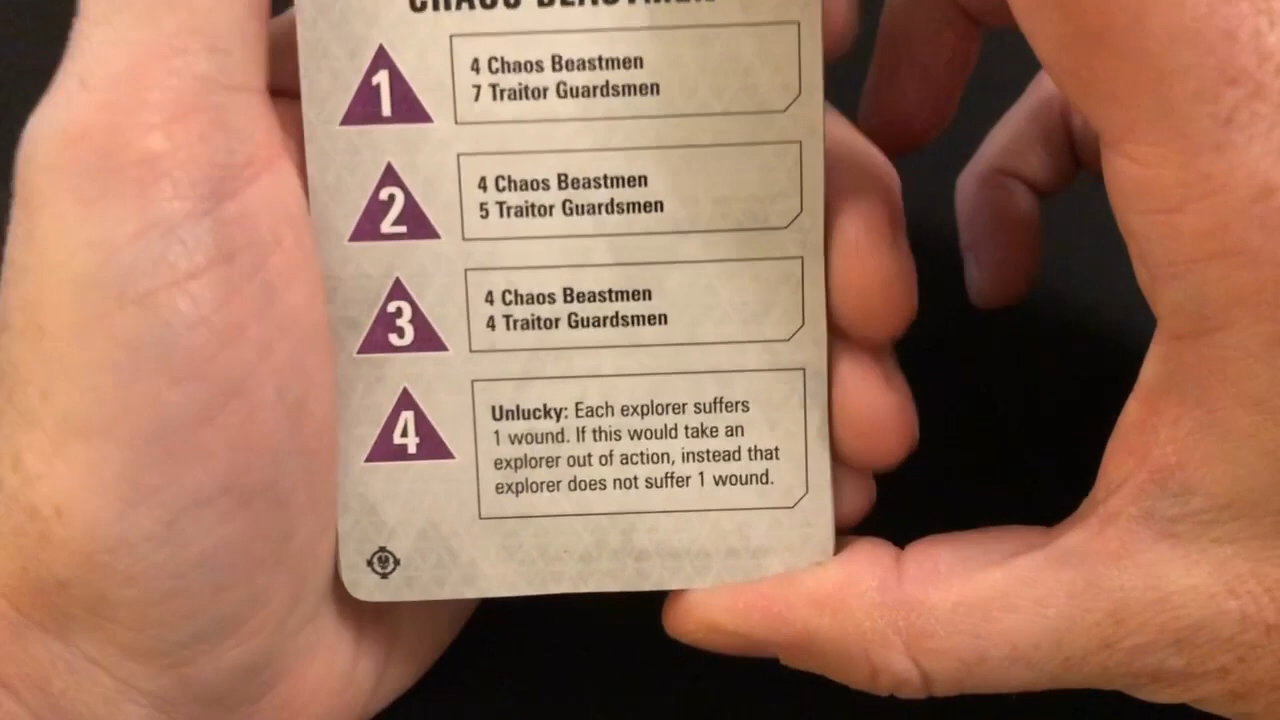 CHAOS BEASTMEN
1
4 Chaos Beastmen
7 Traitor Guardsmen
2
4 Chaos Beastmen
5 Traitor Guardsmen
3
4 Chaos Beastmen
4 Traitor Guardsmen
4
Unlucky: Each explorer suffers
1 wound. If this would take an
explorer out of action, instead that
explorer does not suffer 1 wound.